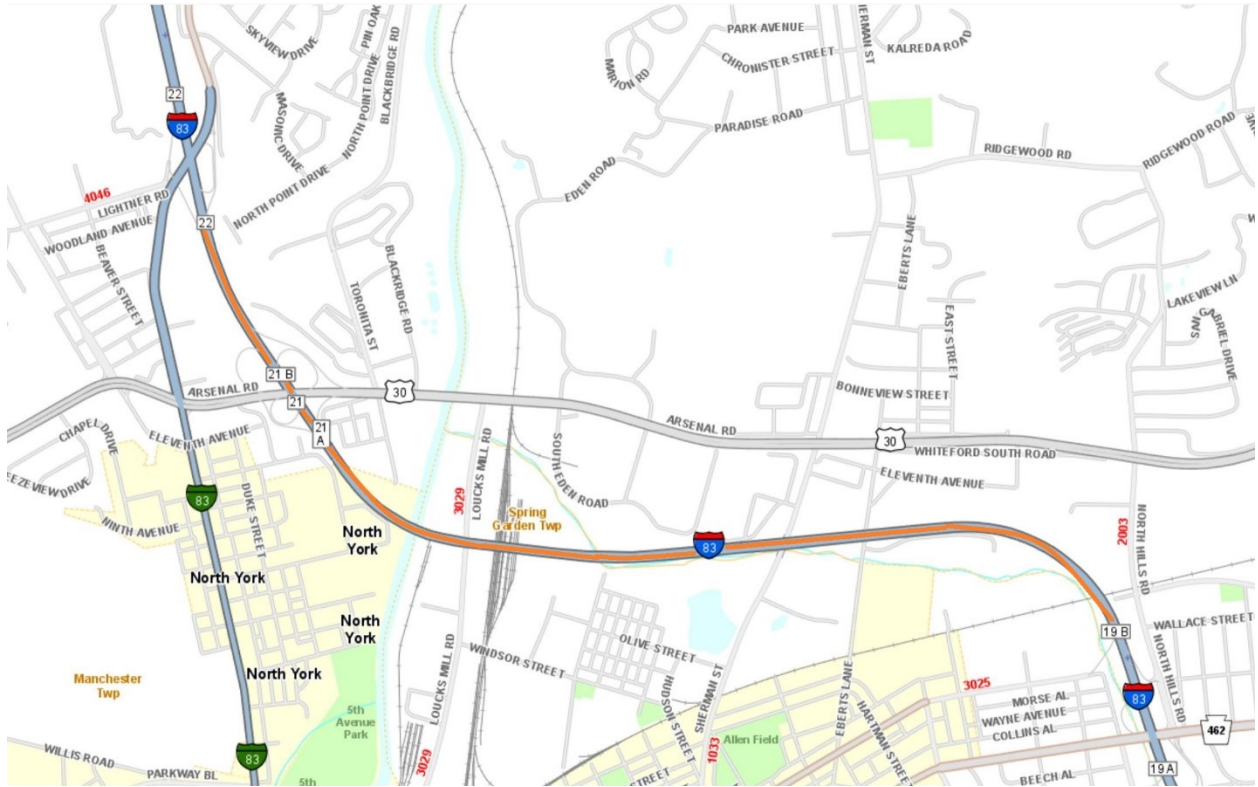 SKYVIEW DRIVE
PIN OAK
NORTH POINT DRIVE
BLACKBRIDGE RD
MASONIC DRIVE
NORTH POINT DRIVE
22
83
4046
LIGHTNER RD
WOODLAND AVENUE
22
BEAVER STREET
TORONITA ST
BLACKRIDGE RD
MARION RD
PARK AVENUE
CHRONISTER STREET
PARADISE ROAD
EDEN ROAD
HERMAN ST
KALREDA ROAD
RIDGEWOOD RD
RIDGEWOOD ROAD
EBERTS LANE
EAST STREET
LAKEVIEW LN
SAN GABRIEL DRIVE
21 B
ARSENAL RD
21
30
21
A
BONNEVIEW STREET
ARSENAL RD
30
WHITEFORD SOUTH ROAD
CHAPEL DRIVE
ELEVENTH AVENUE
EEZEVIEW DRIVE
83
NINTH AVENUE
DUKE STREET
LOUCKS MILL RD
3029
SOUTH EDEN ROAD
ELEVENTH AVENUE
Spring
Garden Twp
North
York
83
2003
NORTH HILLS RD
North York
North
York
North York
Manchester
Twp
LOUCKS MILL RD
WINDSOR STREET
OLIVE STREET
HUDSON STREET
SHERMAN ST
EBERTS LANE
HARTMAN STREET
19 B
WALLACE STREET
NORTH HILLS RD
3025
MORSE AL
WAYNE AVENUE
COLLINS AL
83
462
5th
Avenue
Park
Allen Field
WILLIS ROAD
PARKWAY BL
83
5th
3029
STREET
1033
BEECH AL
19 A